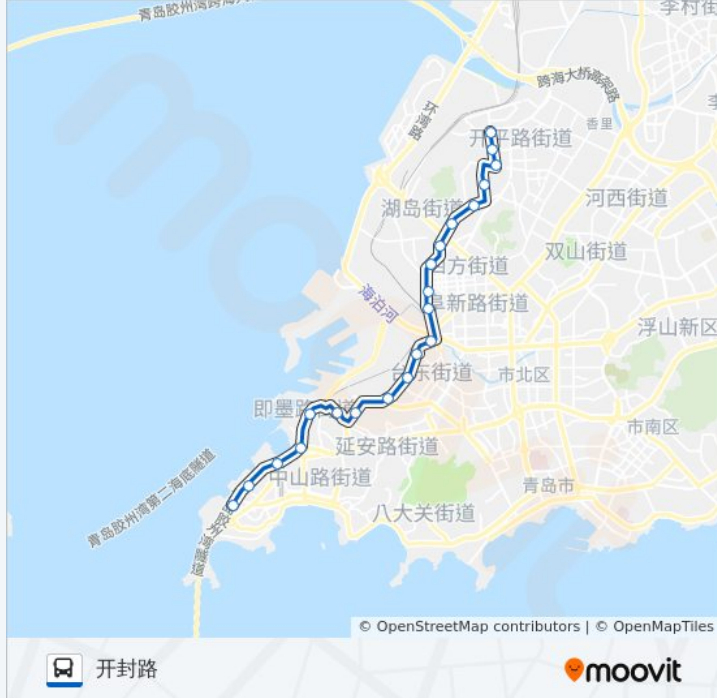 青岛胶州湾跨海大
李村街
跨海大桥高架路
环湾路
香里
李
开平路街道
河西街道
湖岛街道
双山街道
四方街道
海泊河
阜新路街道
浮山新区
台东街道
市北区
即墨路街道
市南区
延安路街道
中山路街道
青岛市
青岛胶州湾第二海底隧道
八大关街道
© OpenStreetMap contributors | © OpenMapTiles
开封路
moovit